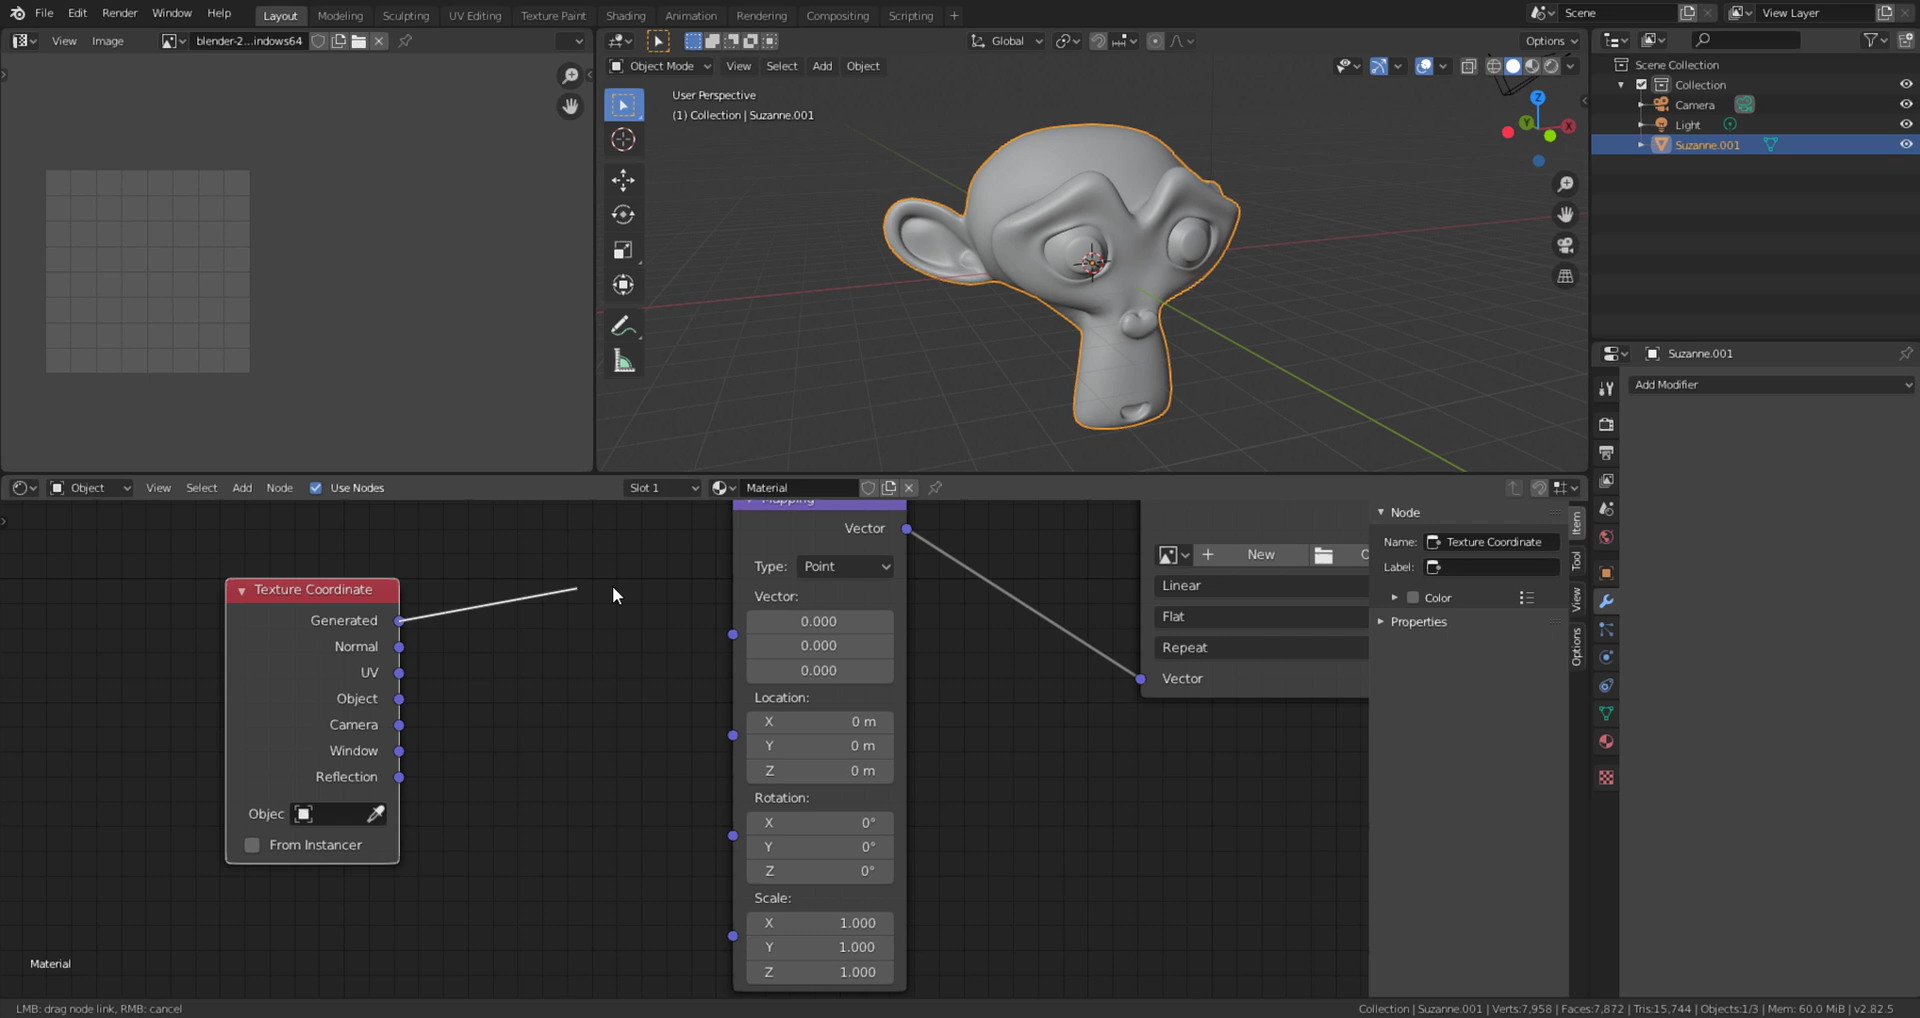 File Edit Render Window Help Layout Modeling Sculpting UV Editing Texture Paint Shading Animation Rendering Compositing Scripting + Scene View Layer
View Image blender-2...indows64
Global Options
Object Mode View Select Add Object
User Perspective
(1) Collection | Suzanne.001
Z
Y
X
Scene Collection
Collection
Camera
Light
Suzanne.001
Suzanne.001
Add Modifier
Object View Select Add Node Use Nodes Slot 1 Material
Texture Coordinate
Generated
Normal
UV
Object
Camera
Window
Reflection
Objec
From Instancer
Mapping
Vector
Type: Point
Vector:
0.000
0.000
0.000
Location:
X 0 m
Y 0 m
Z 0 m
Rotation:
X 0°
Y 0°
Z 0°
Scale:
X 1.000
Y 1.000
Z 1.000
+ New
Linear
Flat
Repeat
Vector
Node
Name: Texture Coordinate
Label:
Color
Properties
Item
Tool
View
Options
Material
LMB: drag node link, RMB: cancel
Collection | Suzanne.001 | Verts:7,958 | Faces:7,872 | Tris:15,744 | Objects:1/3 | Mem: 60.0 MiB | v2.82.5